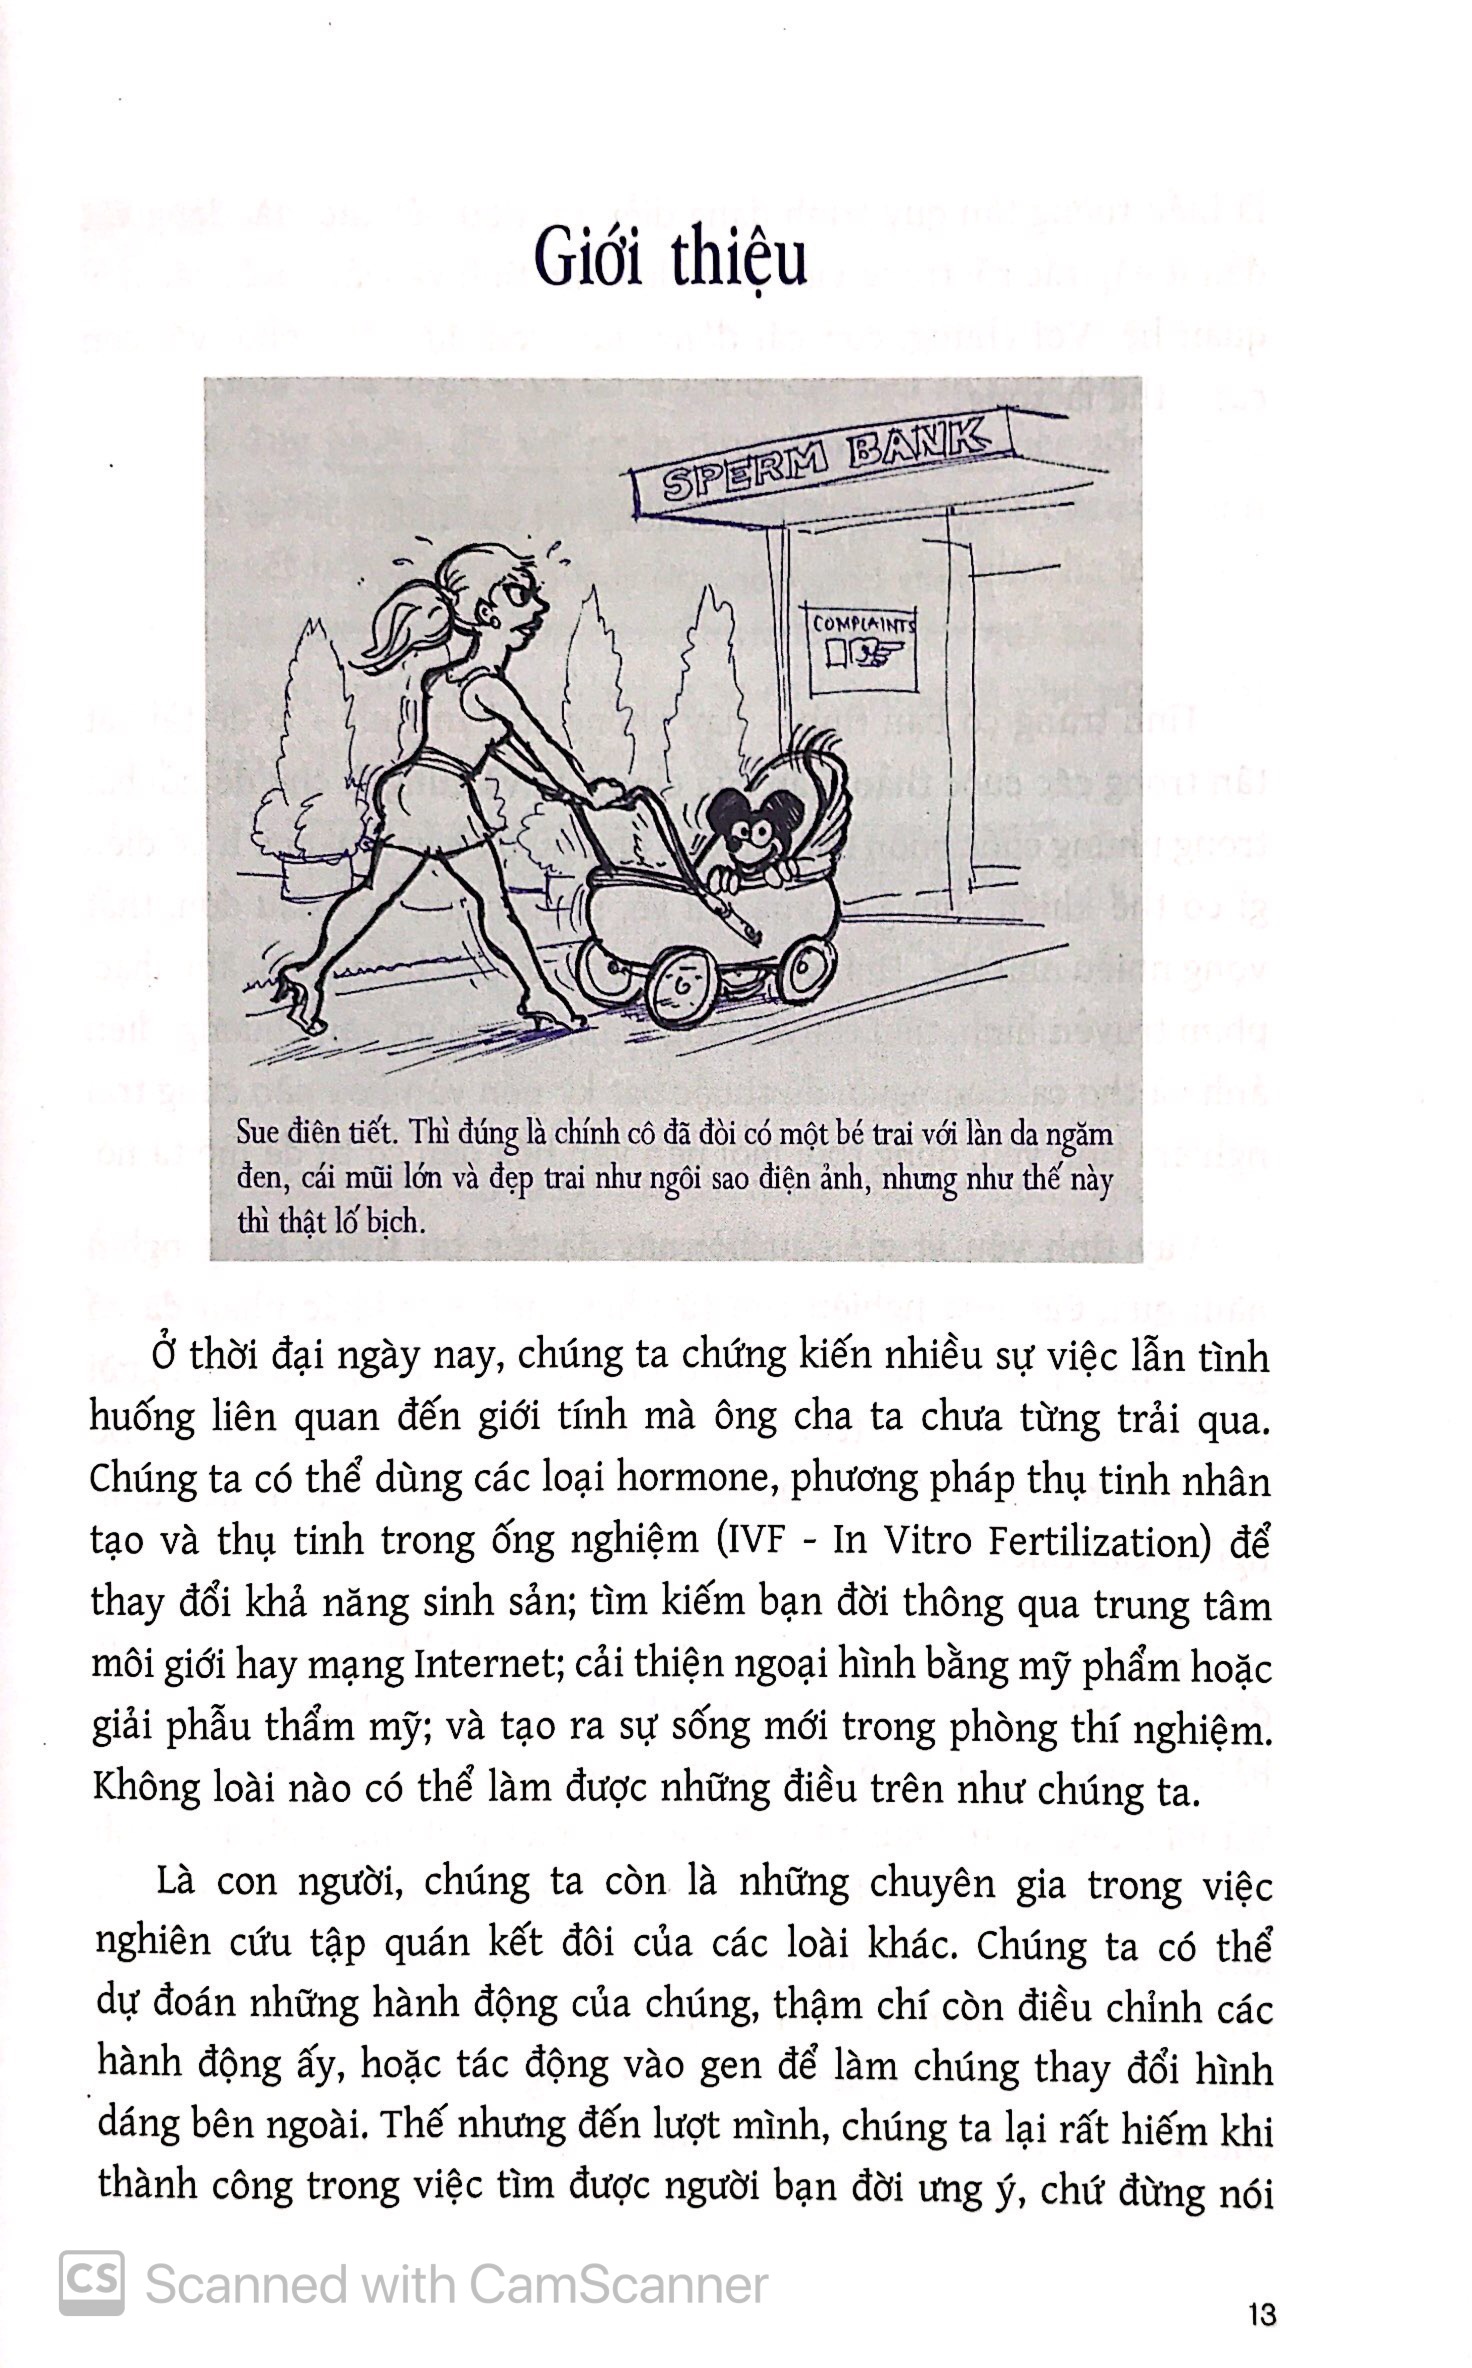 Giới thiệu
SPERM BANK
COMPLAINTS
Sue điên tiết. Thì đúng là chính cô đã đòi có một bé trai với làn da ngăm
đen, cái mũi lớn và đẹp trai như ngôi sao điện ảnh, nhưng như thế này
thì thật lố bịch.
Ở thời đại ngày nay, chúng ta chứng kiến nhiều sự việc lẫn tình
huống liên quan đến giới tính mà ông cha ta chưa từng trải qua.
Chúng ta có thể dùng các loại hormone, phương pháp thụ tinh nhân
tạo và thụ tinh trong ống nghiệm (IVF - In Vitro Fertilization) để
thay đổi khả năng sinh sản; tìm kiếm bạn đời thông qua trung tâm
môi giới hay mạng Internet; cải thiện ngoại hình bằng mỹ phẩm hoặc
giải phẫu thẩm mỹ; và tạo ra sự sống mới trong phòng thí nghiệm.
Không loài nào có thể làm được những điều trên như chúng ta.
Là con người, chúng ta còn là những chuyên gia trong việc
nghiên cứu tập quán kết đôi của các loài khác. Chúng ta có thể
dự đoán những hành động của chúng, thậm chí còn điều chỉnh các
hành động ấy, hoặc tác động vào gen để làm chúng thay đổi hình
dáng bên ngoài. Thế nhưng đến lượt mình, chúng ta lại rất hiếm khi
thành công trong việc tìm được người bạn đời ưng ý, chứ đừng nói
CS Scanned with CamScanner
13